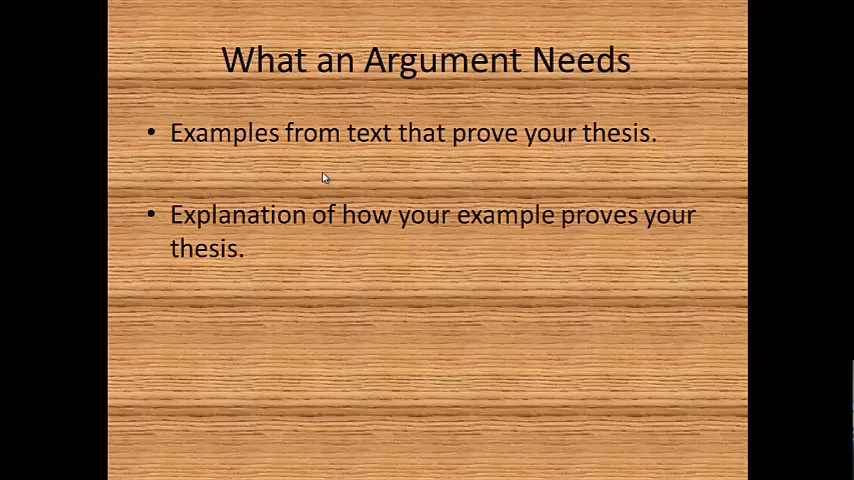 What an Argument Needs
• Examples from text that prove your thesis.
• Explanation of how your example proves your
thesis.